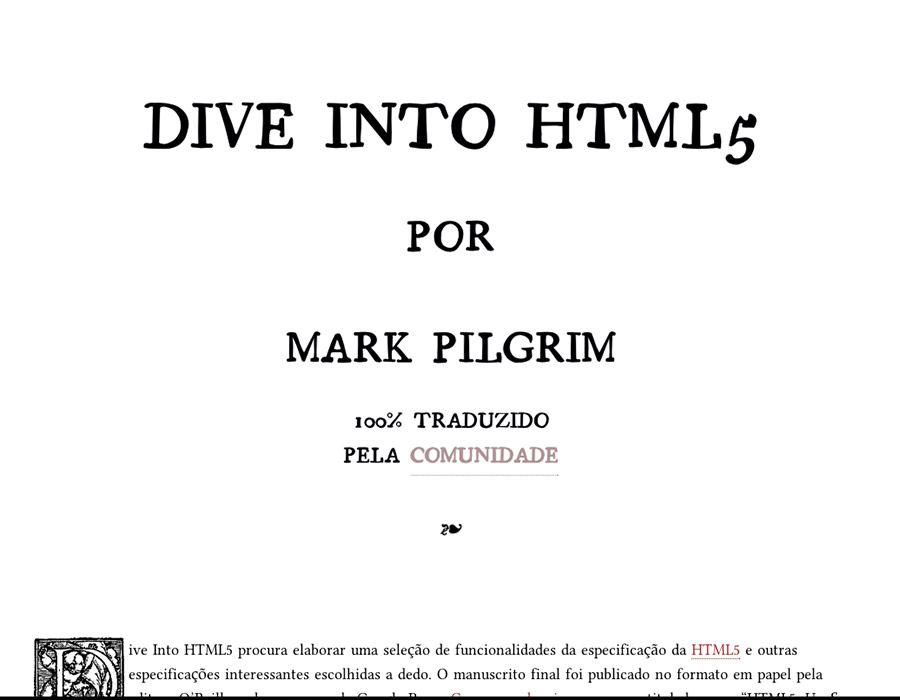 DIVE INTO HTML5
POR
MARK PILGRIM
100% TRADUZIDO
PELA COMUNIDADE
❧
Dive Into HTML5 procura elaborar uma seleção de funcionalidades da especificação da HTML5 e outras
especificações interessantes escolhidas a dedo. O manuscrito final foi publicado no formato em papel pela